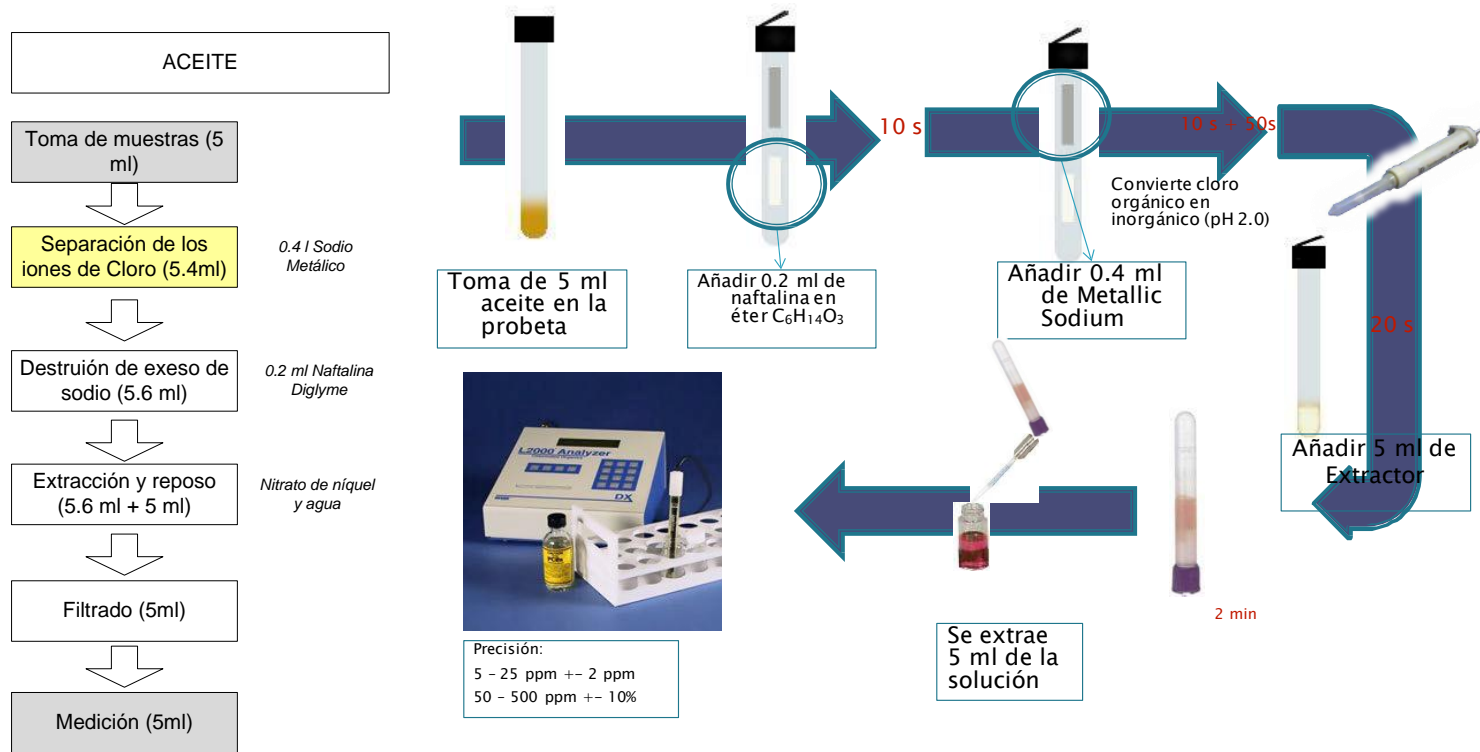 ACEITE
Toma de muestras (5
ml)
Separación de los
iones de Cloro (5.4ml)
0.4 l Sodio
Metálico
Destruión de exeso de
sodio (5.6 ml)
0.2 ml Naftalina
Diglyme
Extracción y reposo
(5.6 ml + 5 ml)
Nitrato de níquel
y agua
Filtrado (5ml)
Medición (5ml)
Toma de 5 ml
aceite en la
probeta
Añadir 0.2 ml de
naftalina en
éter C₆H₁₄O₃
10 s
Añadir 0.4 ml
de Metallic
Sodium
10 s + 50s
Convierte cloro
orgánico en
inorgánico (pH 2.0)
20 s
Añadir 5 ml de
Extractor
2 min
Se extrae
5 ml de la
solución
L2000 Analyzer
DX
Precisión:
5 – 25 ppm +- 2 ppm
50 – 500 ppm +- 10%